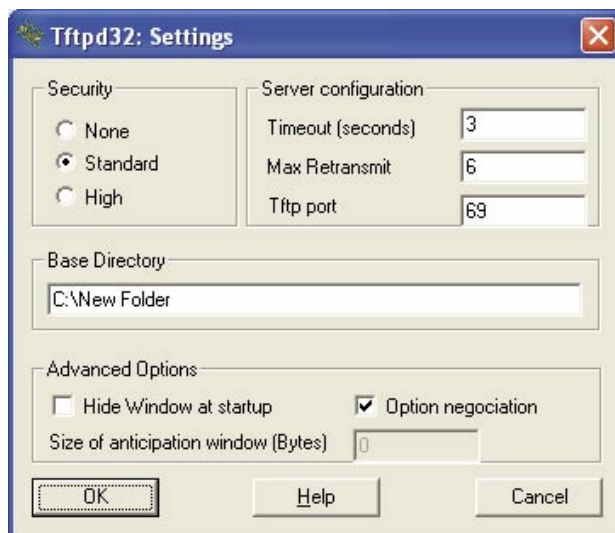 Tftpd32: Settings
Security
None
Standard
High
Server configuration
Timeout (seconds) 3
Max Retransmit 6
Tftp port 69
Base Directory
C:\New Folder
Advanced Options
Hide Window at startup
Option negociation
Size of anticipation window (Bytes) 0
OK
Help
Cancel